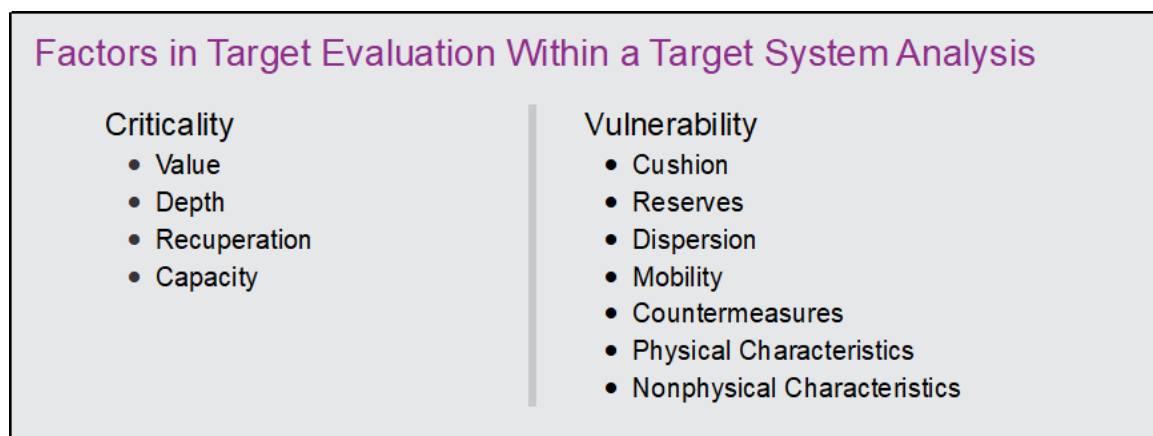 Factors in Target Evaluation Within a Target System Analysis
Criticality
• Value
• Depth
• Recuperation
• Capacity
Vulnerability
• Cushion
• Reserves
• Dispersion
• Mobility
• Countermeasures
• Physical Characteristics
• Nonphysical Characteristics